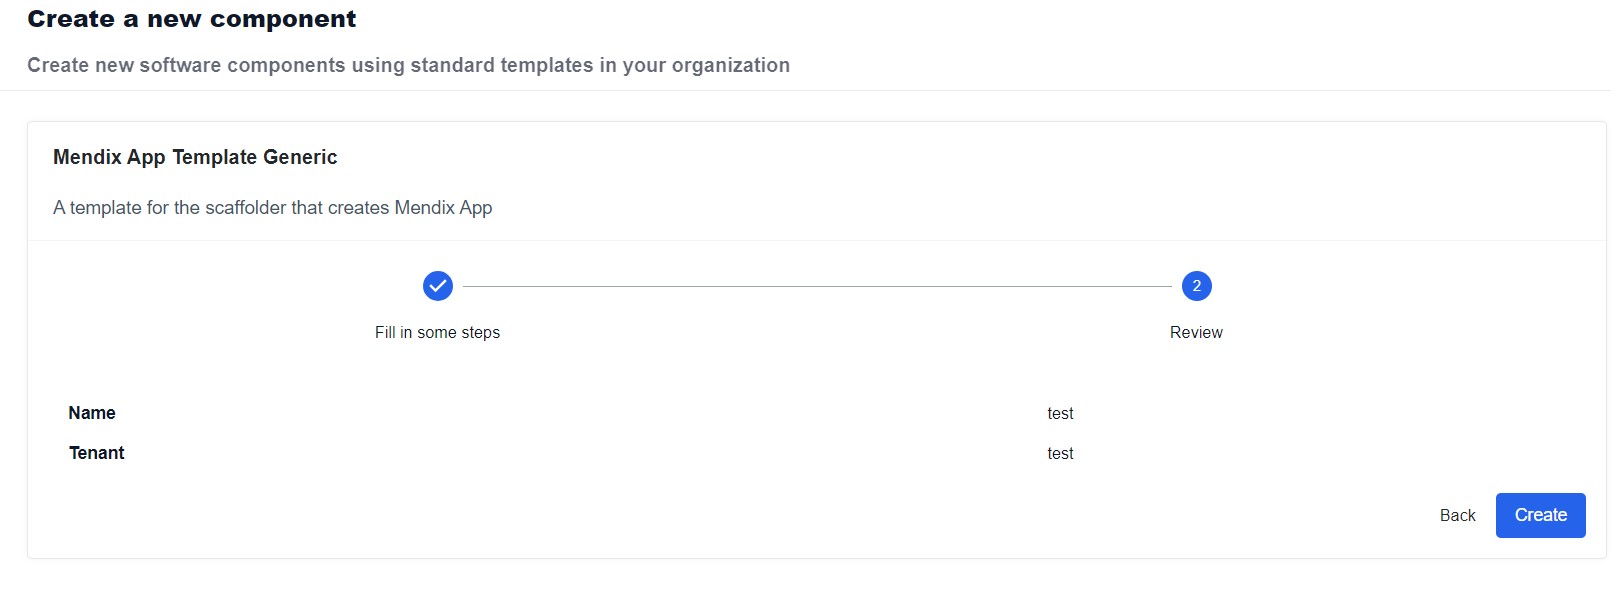 Create a new component
Create new software components using standard templates in your organization
Mendix App Template Generic
A template for the scaffolder that creates Mendix App
2
Fill in some steps
Review
Name
test
Tenant
test
Back
Create